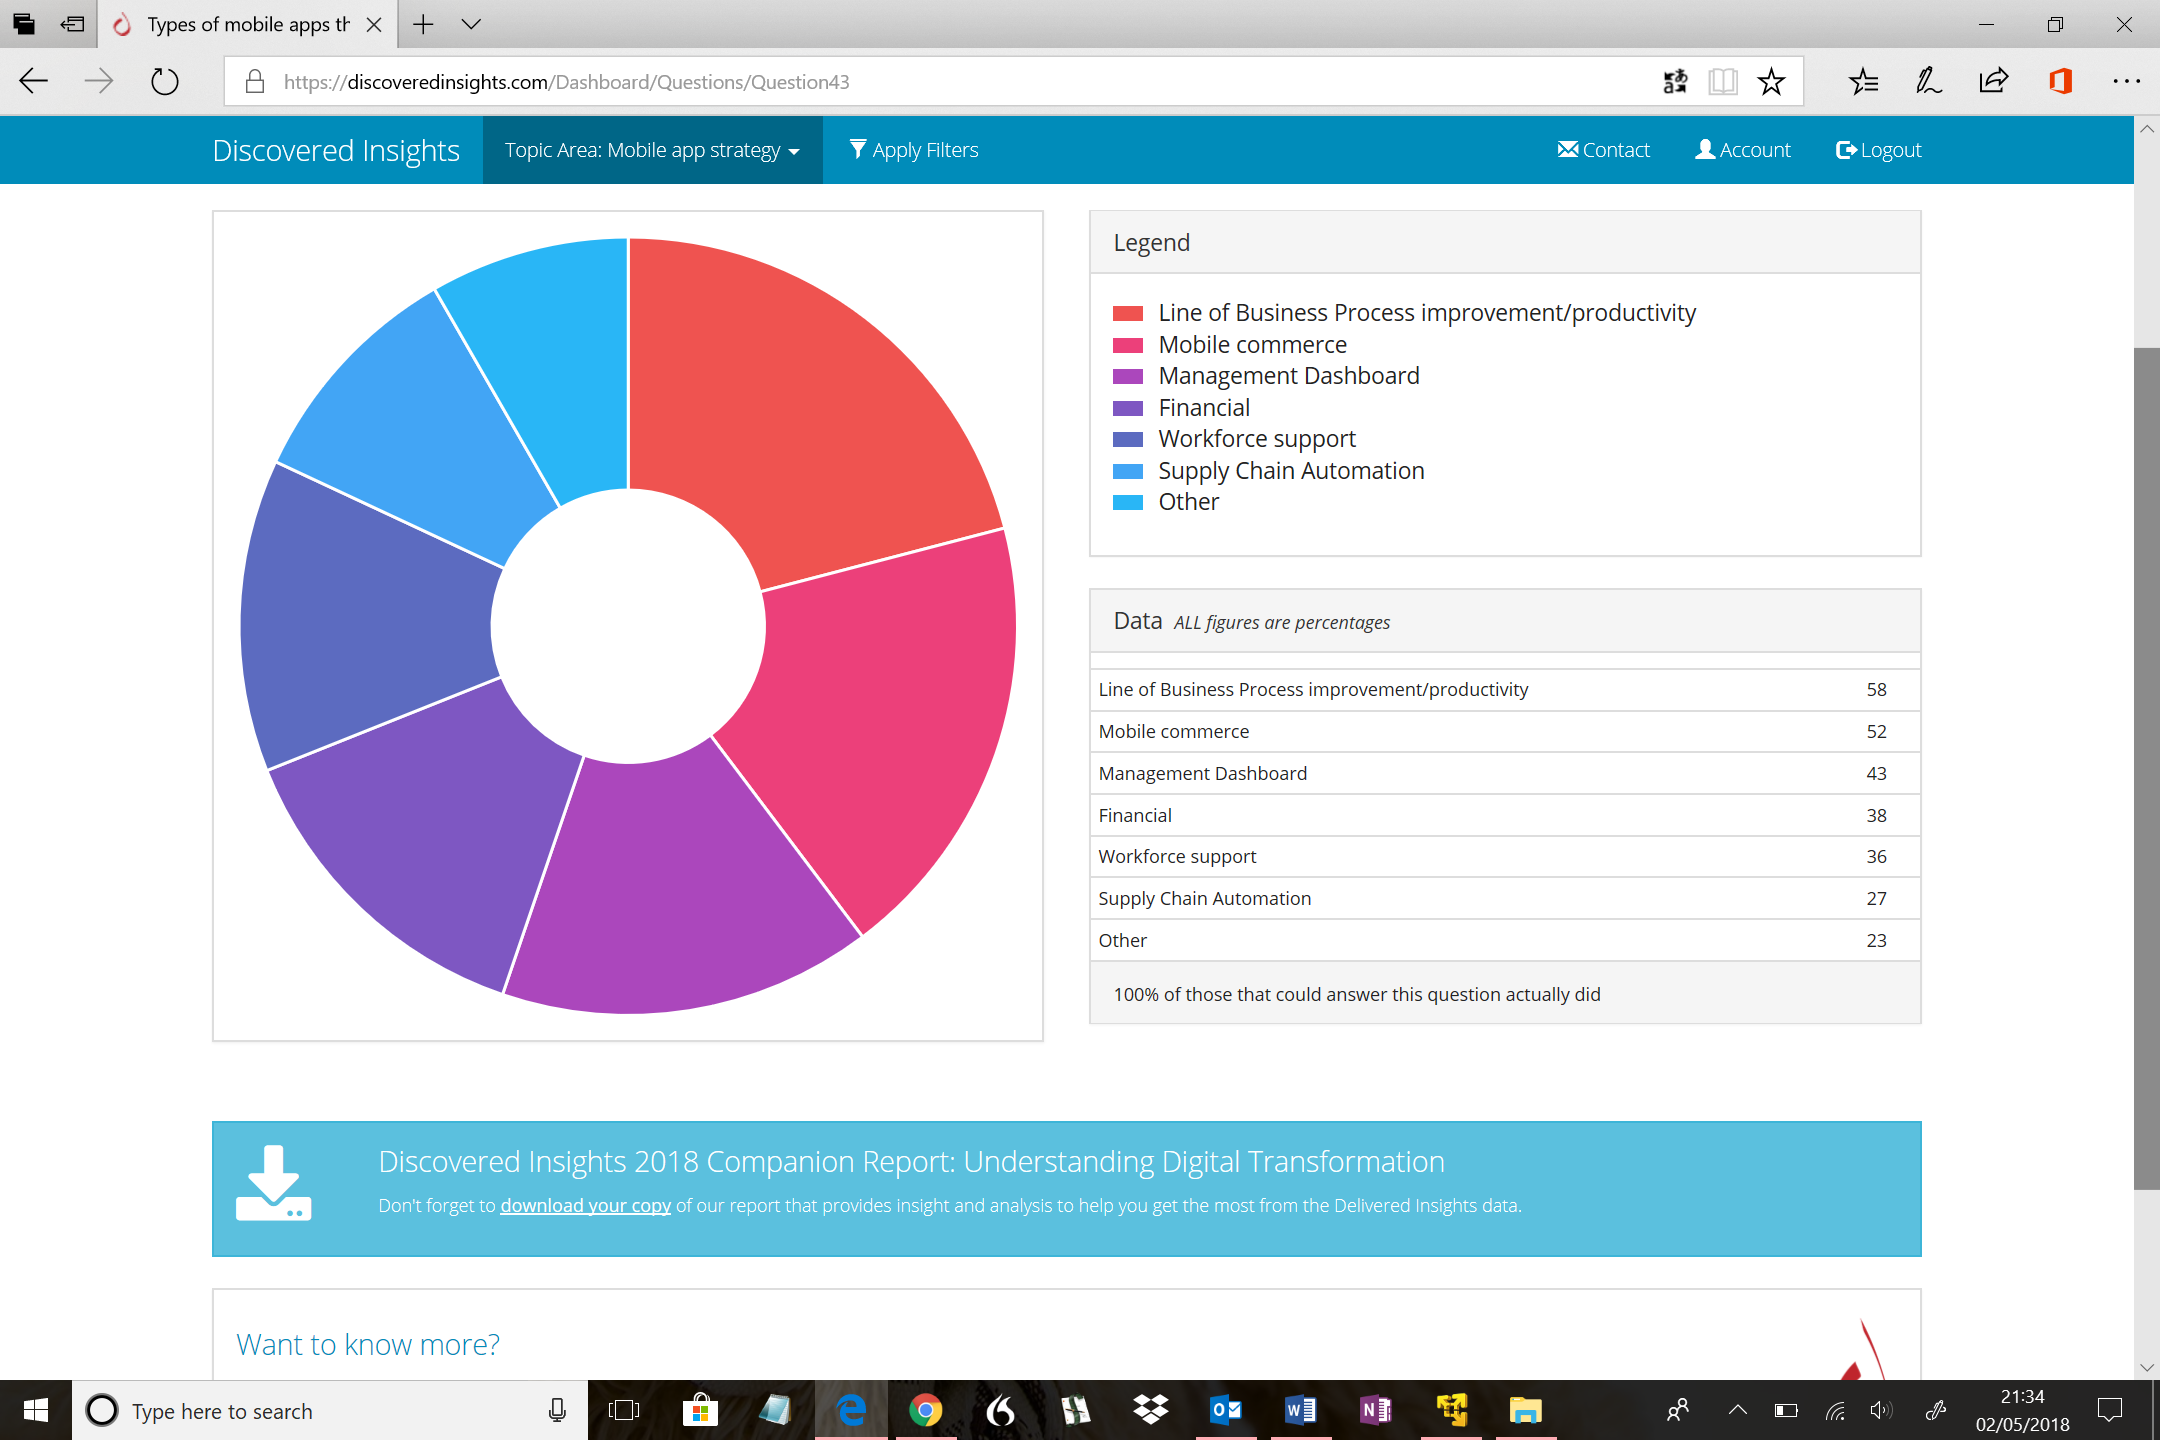 Types of mobile apps th
https://discoveredinsights.com/Dashboard/Questions/Question43
Discovered Insights
Topic Area: Mobile app strategy
Apply Filters
Contact
Account
Logout
Legend
Line of Business Process improvement/productivity
Mobile commerce
Management Dashboard
Financial
Workforce support
Supply Chain Automation
Other
Data ALL figures are percentages
Line of Business Process improvement/productivity 58
Mobile commerce 52
Management Dashboard 43
Financial 38
Workforce support 36
Supply Chain Automation 27
Other 23
100% of those that could answer this question actually did
Discovered Insights 2018 Companion Report: Understanding Digital Transformation
Don't forget to download your copy of our report that provides insight and analysis to help you get the most from the Delivered Insights data.
Want to know more?
Type here to search
21:34
02/05/2018